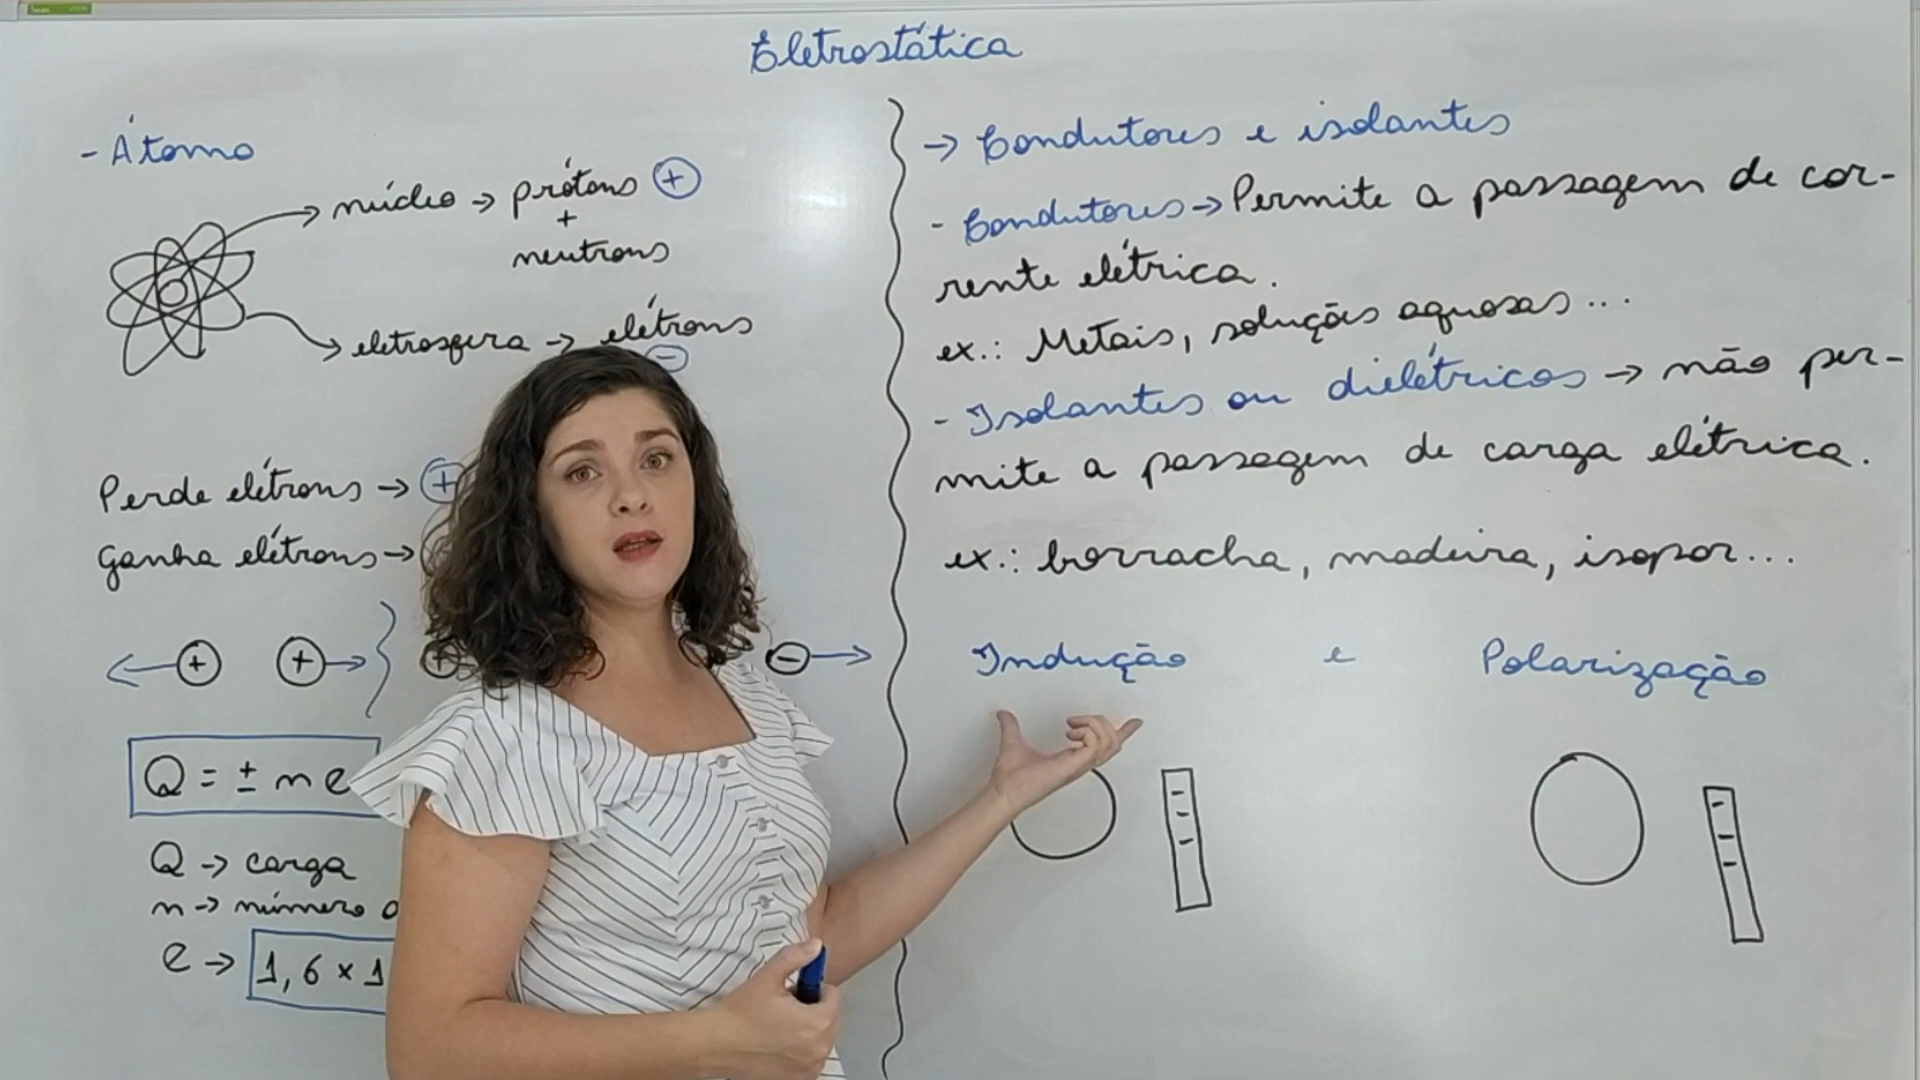 Eletrostática
- Átomo
núcleo → prótons +
+
neutrons
eletrosfera → elétrons
-
Perde elétrons → +
Ganha elétrons →
+ + + -
Q = ± n e
Q → carga
n → número
e → 1,6 x 1
→ Condutores e isolantes
- Condutores → Permite a passagem de cor-
rente elétrica.
ex.: Metais, soluções aquosas...
- Isolantes ou dielétricos → não per-
mite a passagem de carga elétrica.
ex.: borracha, madeira, isopor...
Indução e Polarização
- - -
- - -